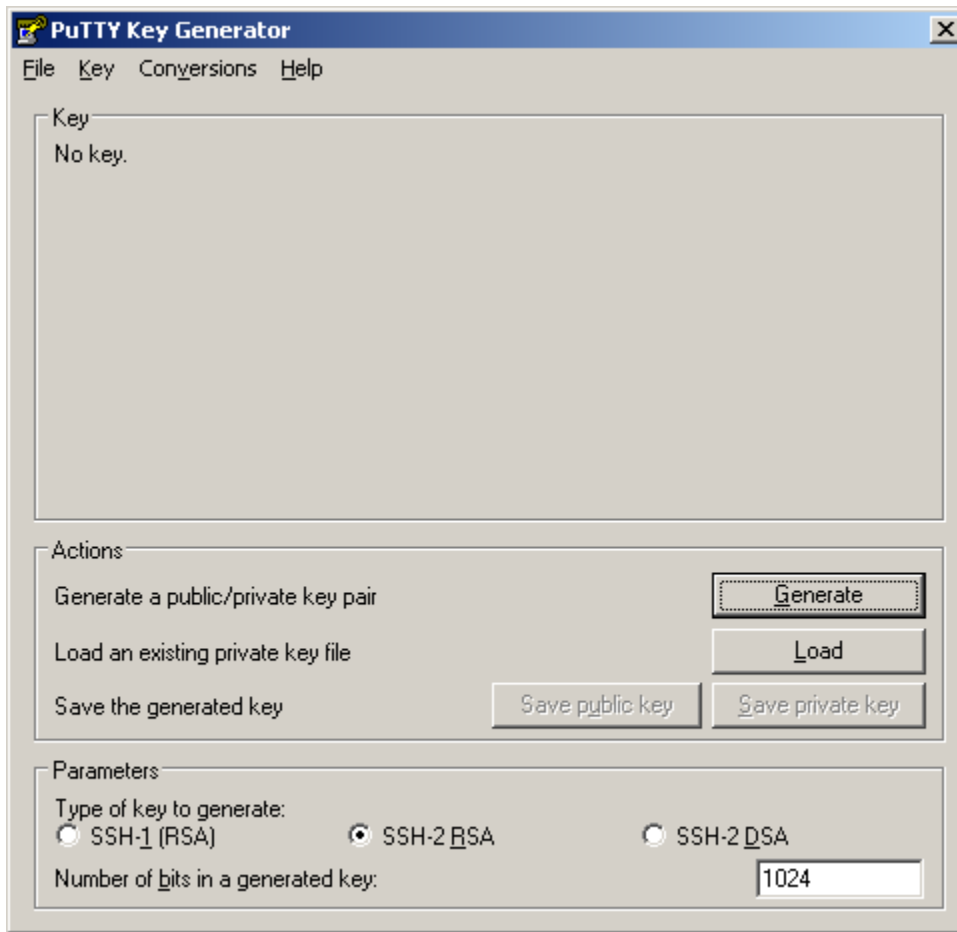 PuTTY Key Generator
File Key Conversions Help
Key
No key.
Actions
Generate a public/private key pair Generate
Load an existing private key file Load
Save the generated key Save public key Save private key
Parameters
Type of key to generate:
SSH-1 (RSA) SSH-2 RSA SSH-2 DSA
Number of bits in a generated key: 1024